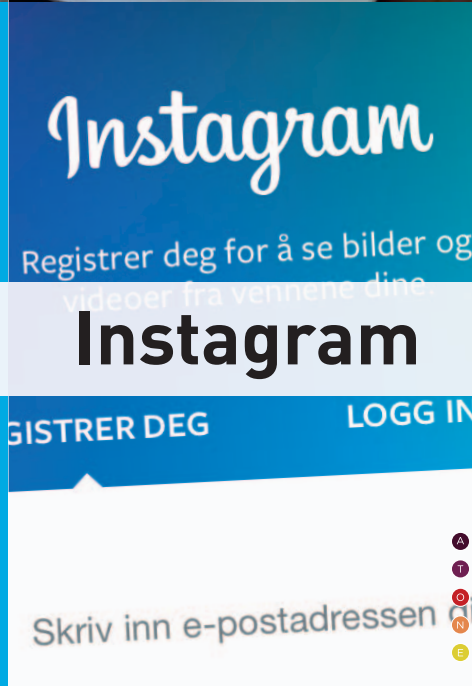 Instagram
Registrer deg for å se bilder og
videoer fra vennene dine.
Instagram
GISTRER DEG
LOGG IN
Skriv inn e-postadressen
A
T
O
N
E